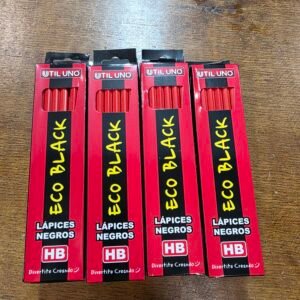 UTIL UNO
ECO BLACK
LÁPICES
NEGROS
HB
Divertite Creando
UTIL UNO
ECO BLACK
LÁPICES
NEGROS
HB
Divertite Creando
UTIL UNO
ECO BLACK
LÁPICES
NEGROS
HB
Divertite Creando
UTIL UNO
ECO BLACK
LÁPICES
NEGROS
HB
Divertite Creando